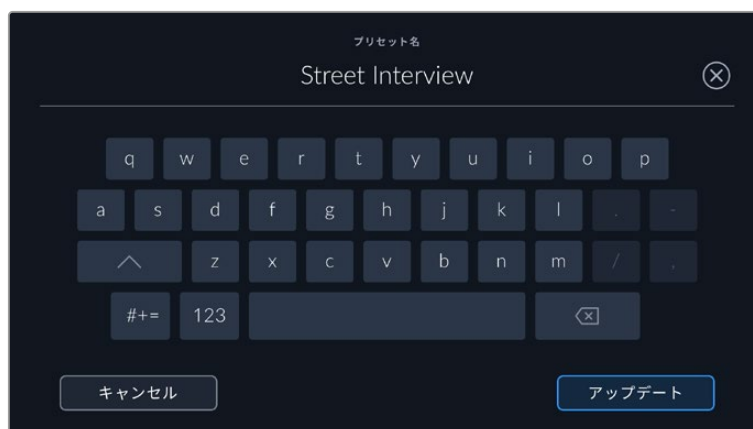 プリセット名
Street Interview
q w e r t y u i o p
a s d f g h j k l . -
z x c v b n m / ,
#+= 123
キャンセル アップデート